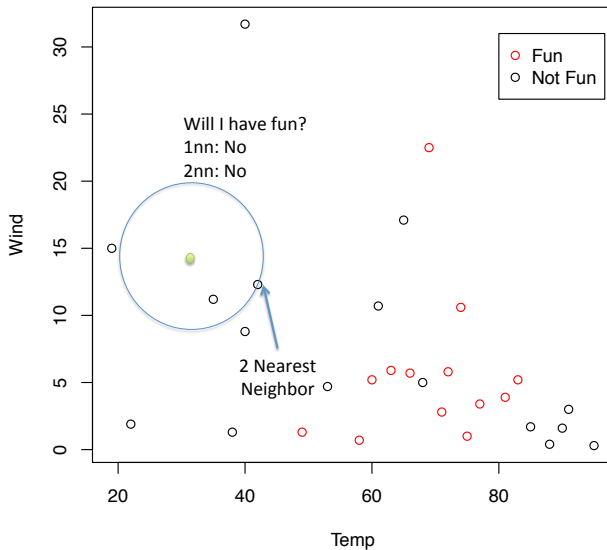 30
25
20
15
10
5
0
Wind
Fun
Not Fun
Will I have fun?
1nn: No
2nn: No
2 Nearest
Neighbor
20 40 60 80
Temp